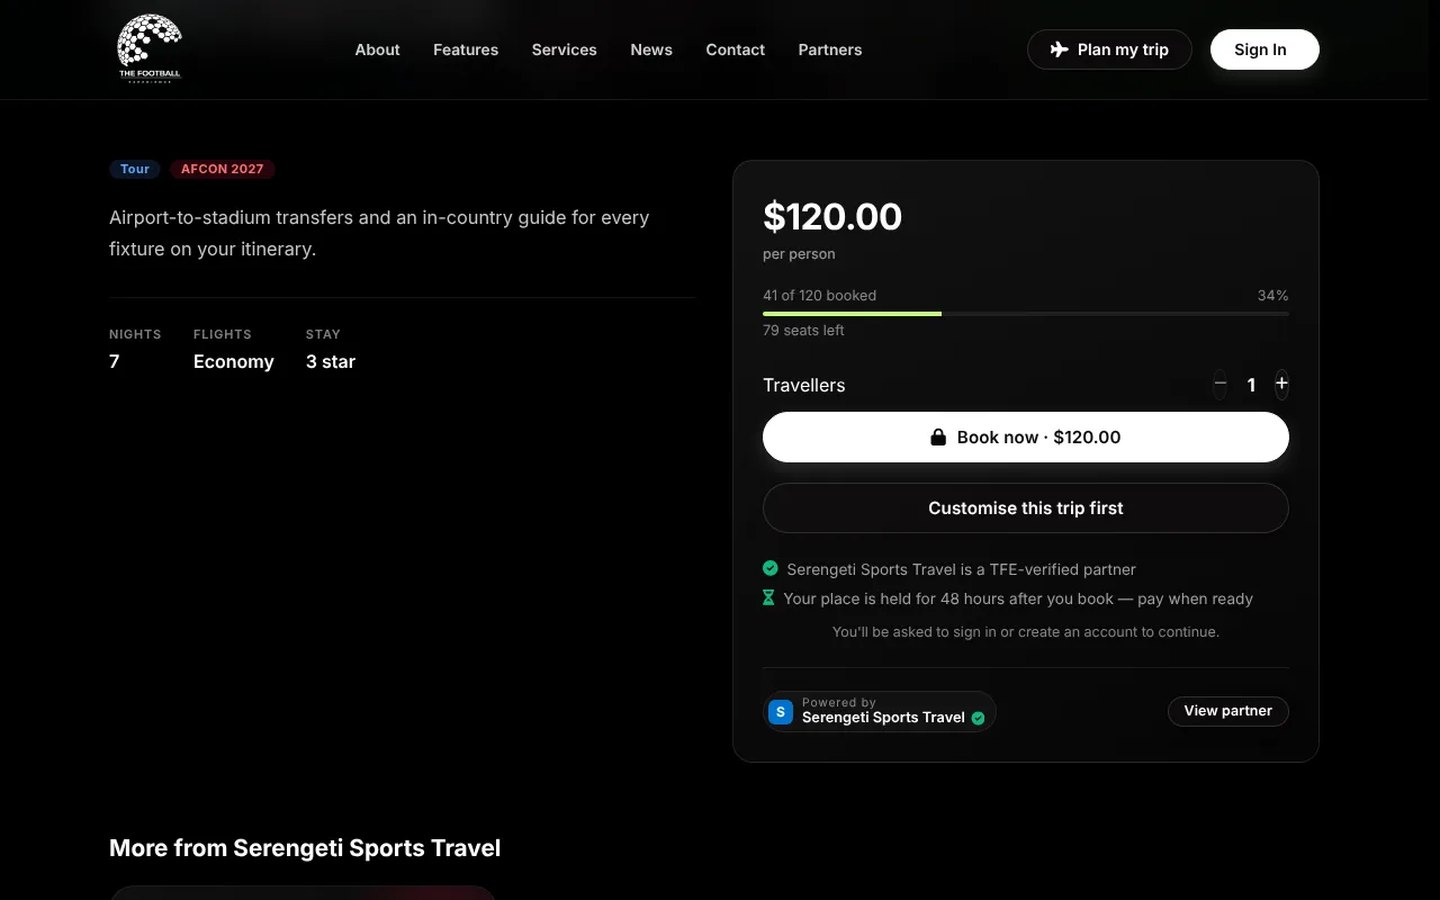 THE FOOTBALL
EXPERIENCE
About
Features
Services
News
Contact
Partners
Plan my trip
Sign In
Tour
AFCON 2027
Airport-to-stadium transfers and an in-country guide for every
fixture on your itinerary.
NIGHTS
7
FLIGHTS
Economy
STAY
3 star
$120.00
per person
41 of 120 booked
34%
79 seats left
Travellers
− 1 +
Book now · $120.00
Customise this trip first
Serengeti Sports Travel is a TFE-verified partner
Your place is held for 48 hours after you book — pay when ready
You'll be asked to sign in or create an account to continue.
S
Powered by
Serengeti Sports Travel
View partner
More from Serengeti Sports Travel